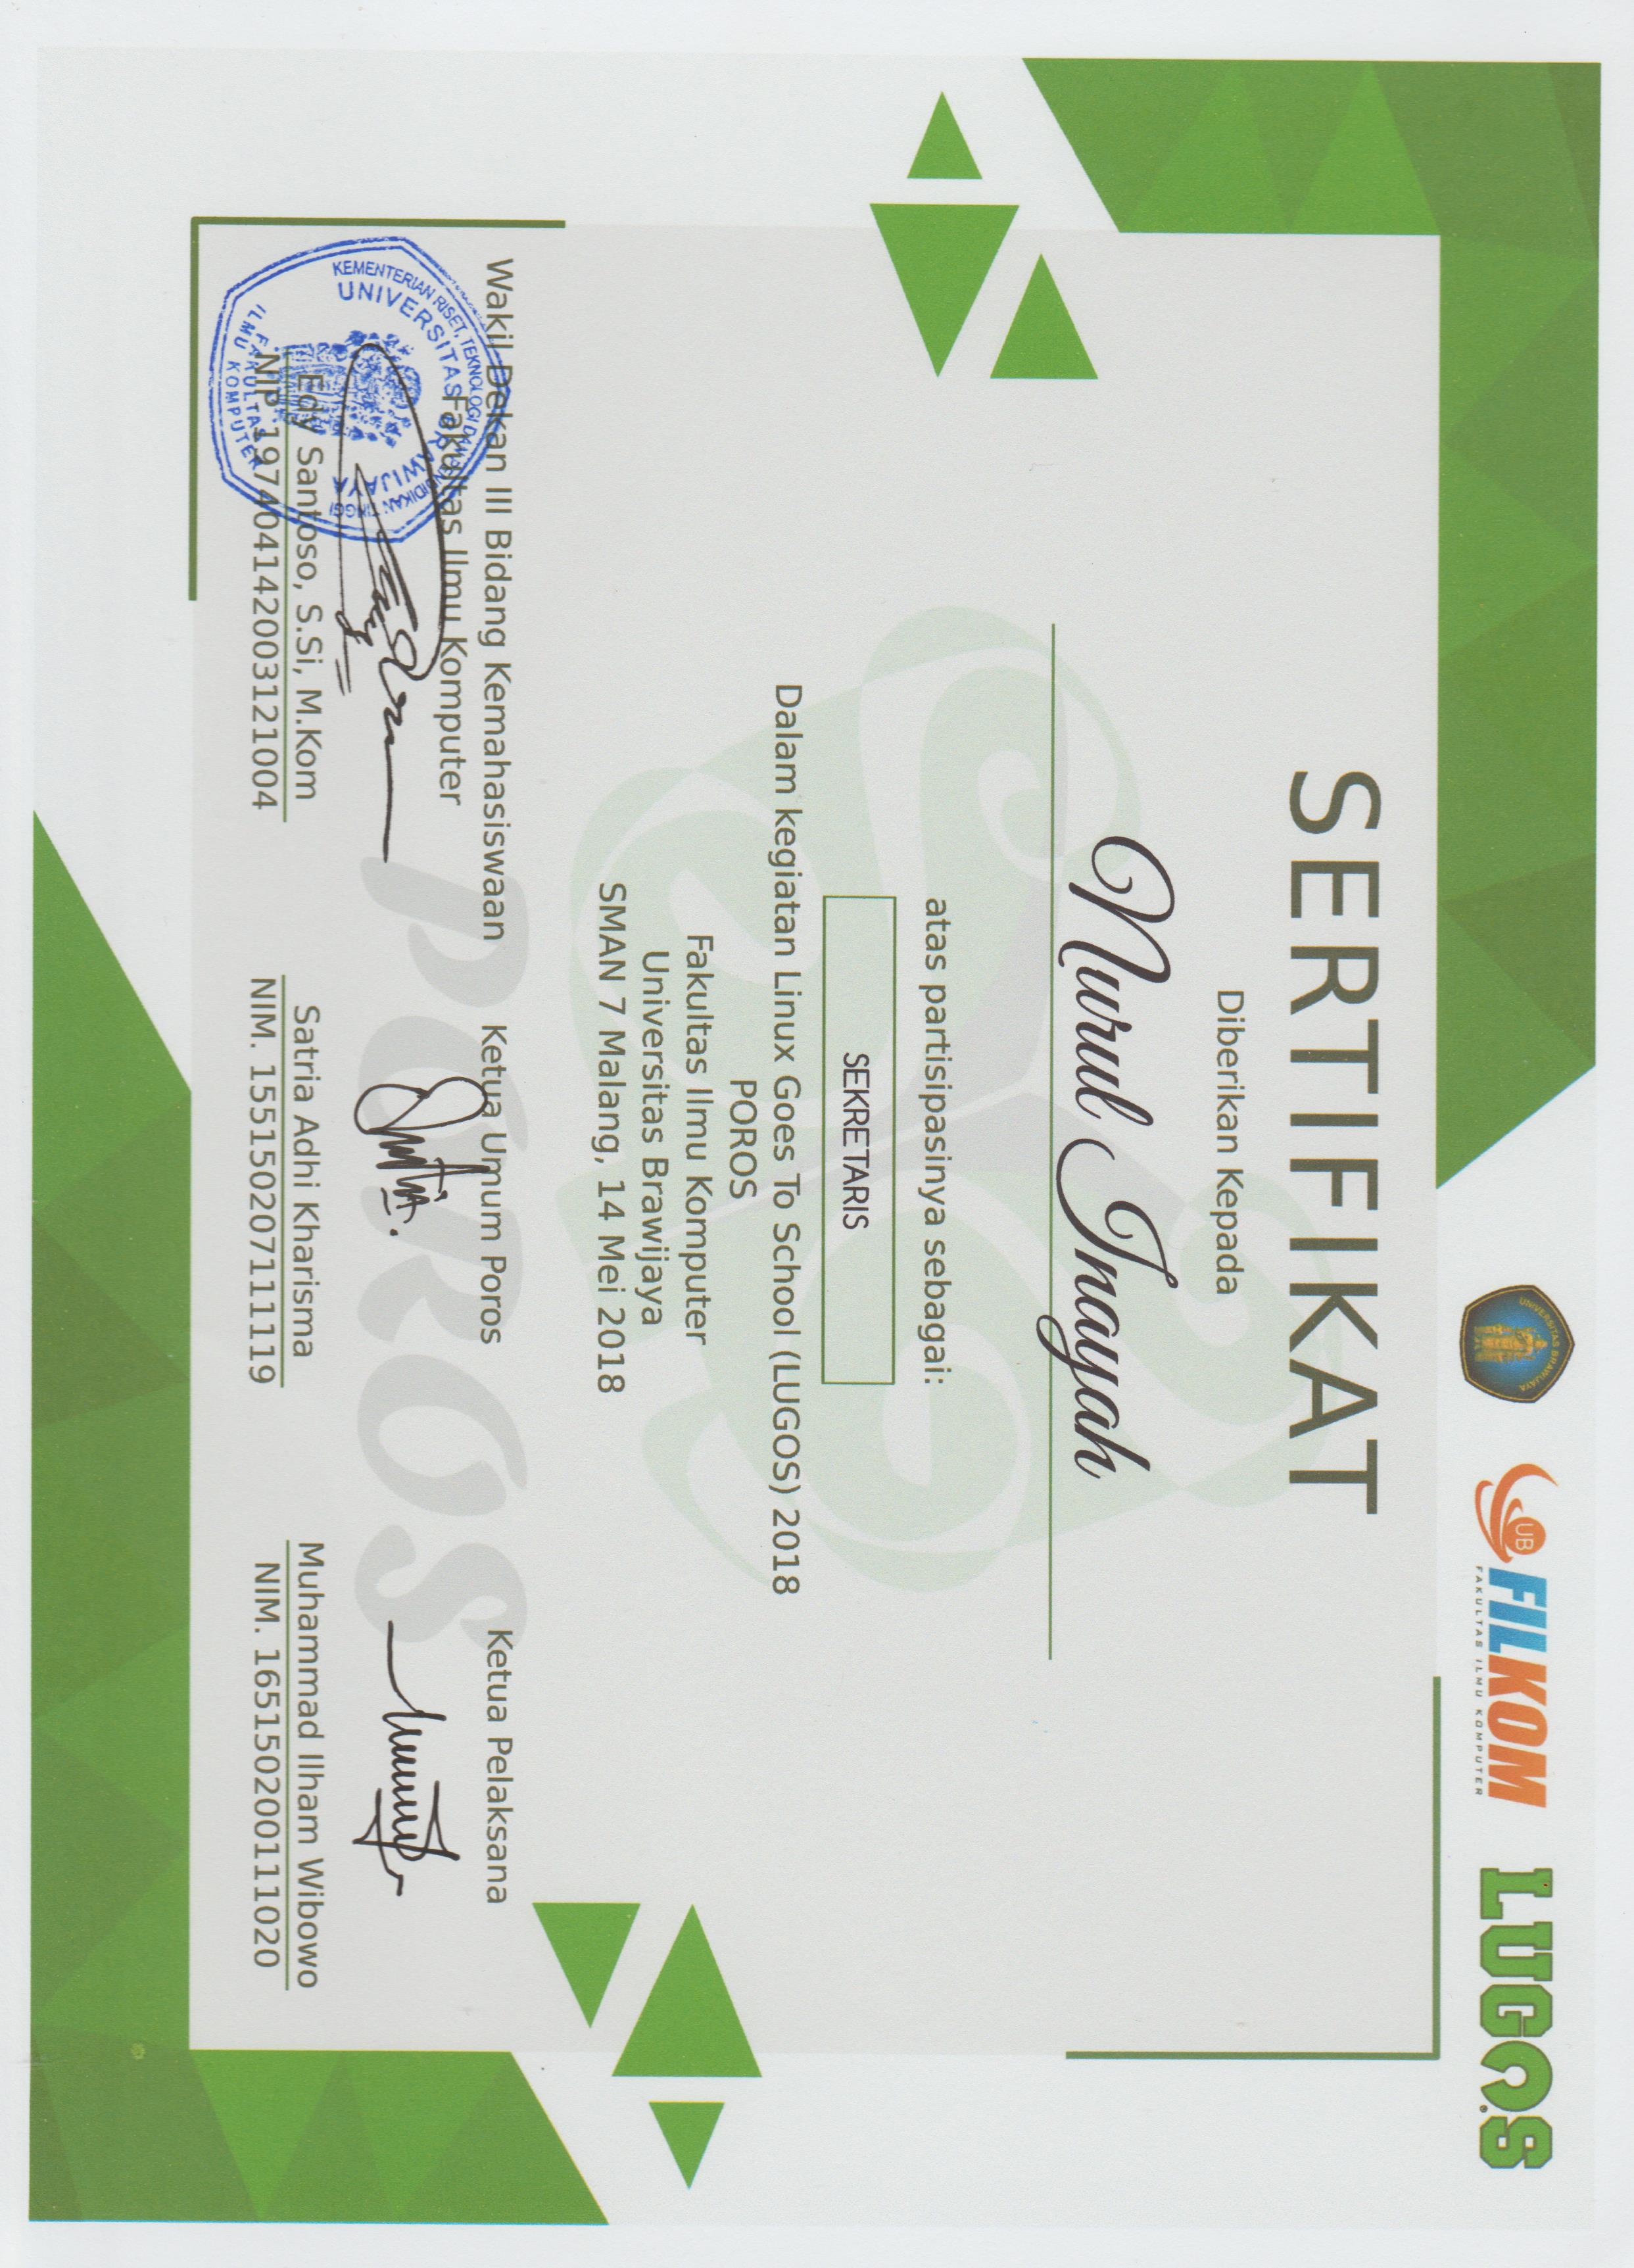 UNIVERSITAS BRAWIJAYA
UB
FILKOM
FAKULTAS ILMU KOMPUTER
LUGOS
SERTIFIKAT
Diberikan Kepada
Nurul Inayah
atas partisipasinya sebagai:
SEKRETARIS
Dalam kegiatan Linux Goes To School (LUGOS) 2018
POROS
Fakultas Ilmu Komputer
Universitas Brawijaya
SMAN 7 Malang, 14 Mei 2018
Wakil Dekan III Bidang Kemahasiswaan
Fakultas Ilmu Komputer
KEMENTERIAN RISET, TEKNOLOGI DAN PENDIDIKAN TINGGI
UNIVERSITAS BRAWIJAYA
FAKULTAS
ILMU KOMPUTER
Edy Santoso, S.Si, M.Kom
NIP. 197404142003121004
Ketua Umum Poros
POROS
Satria Adhi Kharisma
NIM. 155150207111119
Ketua Pelaksana
Muhammad Ilham Wibowo
NIM. 165150200111020